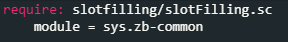 require: slotfilling/slotFilling.sc
    module = sys.zb-common